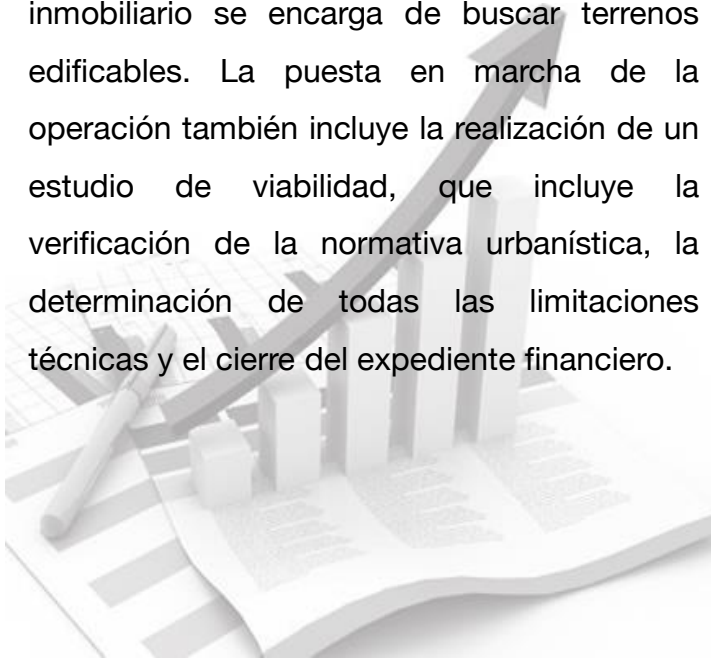 inmobiliario se encarga de buscar terrenos
edificables. La puesta en marcha de la
operación también incluye la realización de un
estudio de viabilidad, que incluye la
verificación de la normativa urbanística, la
determinación de todas las limitaciones
técnicas y el cierre del expediente financiero.